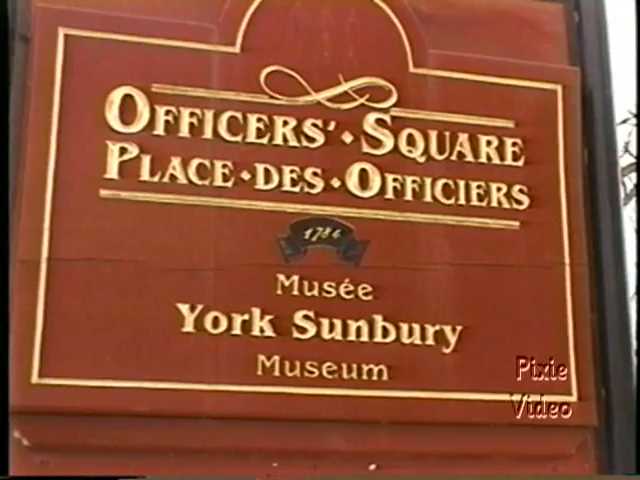 OFFICERS' · SQUARE
PLACE · DES · OFFICIERS
1784
Musée
York Sunbury
Museum
Pixie
Video